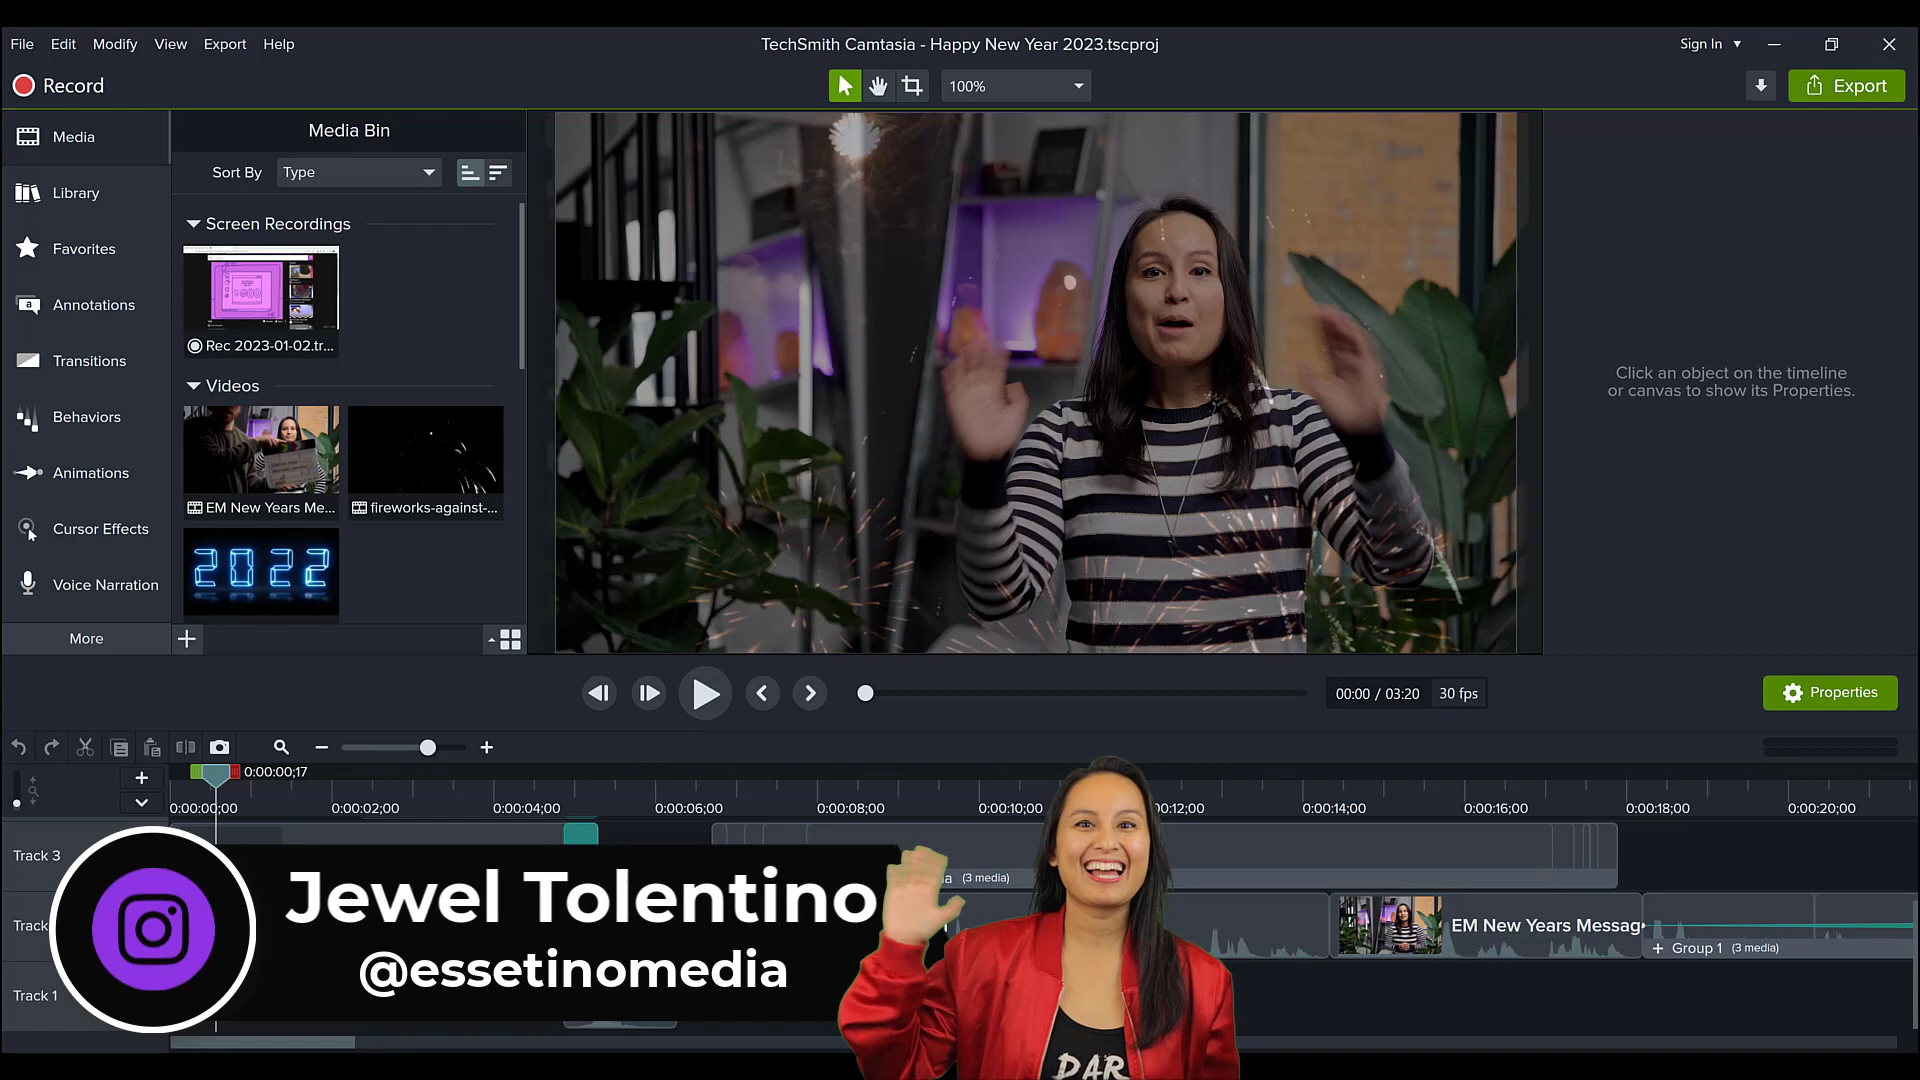 File Edit Modify View Export Help
TechSmith Camtasia - Happy New Year 2023.tscproj
Sign In
Record
100%
Export
Media
Library
Favorites
Annotations
Transitions
Behaviors
Animations
Cursor Effects
Voice Narration
More
Media Bin
Sort By Type
Screen Recordings
Rec 2023-01-02.tr...
Videos
EM New Years Me... fireworks-against-...
2022
Click an object on the timeline
or canvas to show its Properties.
00:00 / 03:20 30 fps
Properties
0:00:00;17
0:00:00;00 0:00:02;00 0:00:04;00 0:00:06;00 0:00:08;00 0:00:10;00 0:00:14;00 0:00:16;00 0:00:18;00 0:00:20;00
Track 3
(3 media)
Track
EM New Years Messag
+ Group 1 (3 media)
Track 1
Jewel Tolentino
@essetinomedia
DAR